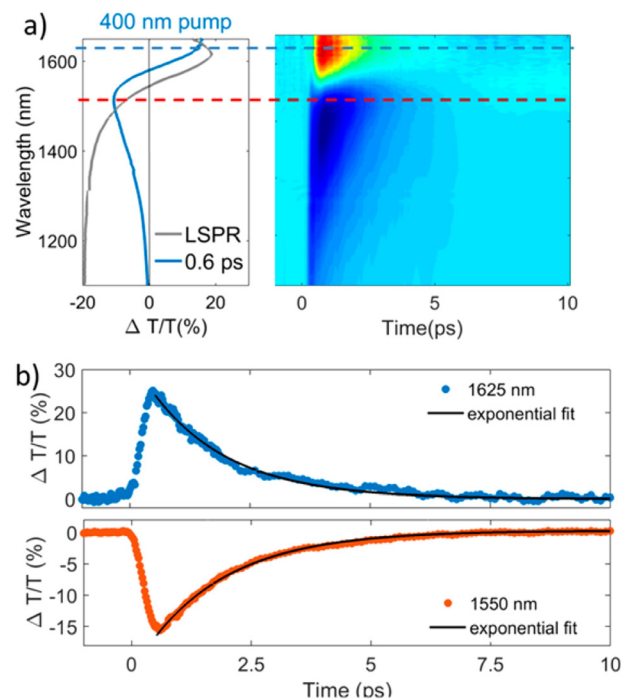 400 nm pump
a)
Wavelength (nm)
1600
1400
1200
LSPR
0.6 ps
-20 0 20
Δ T/T(%)
0 5 10
Time(ps)
b)
Δ T/T (%)
30
20
10
0
1625 nm
exponential fit
Δ T/T (%)
0
-5
-10
-15
1550 nm
exponential fit
0 2.5 5 7.5 10
Time (ps)